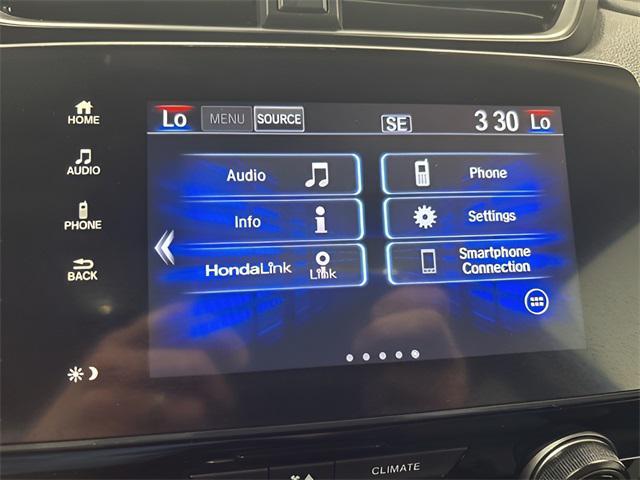 HOME
AUDIO
PHONE
BACK
Lo MENU SOURCE SE 3 30 Lo
Audio
Phone
Info
Settings
HondaLink Link
Smartphone
Connection
CLIMATE